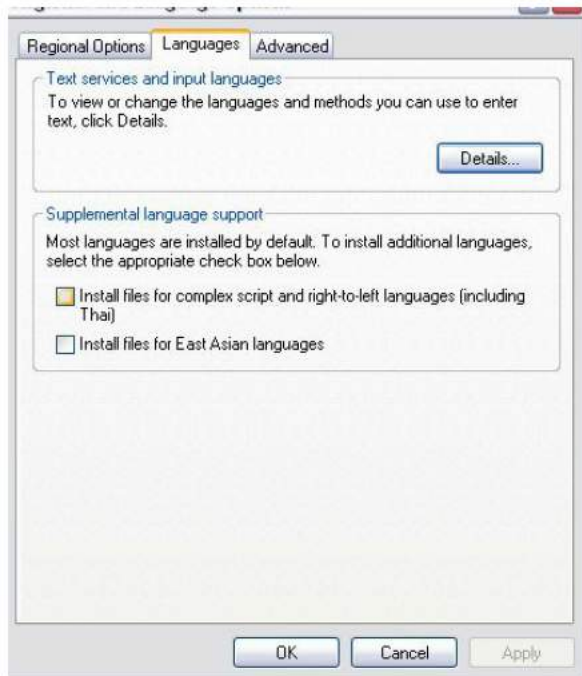 Regional Options Languages Advanced
Text services and input languages
To view or change the languages and methods you can use to enter
text, click Details.
Details...
Supplemental language support
Most languages are installed by default. To install additional languages,
select the appropriate check box below.
Install files for complex script and right-to-left languages (including
Thai)
Install files for East Asian languages
OK Cancel Apply